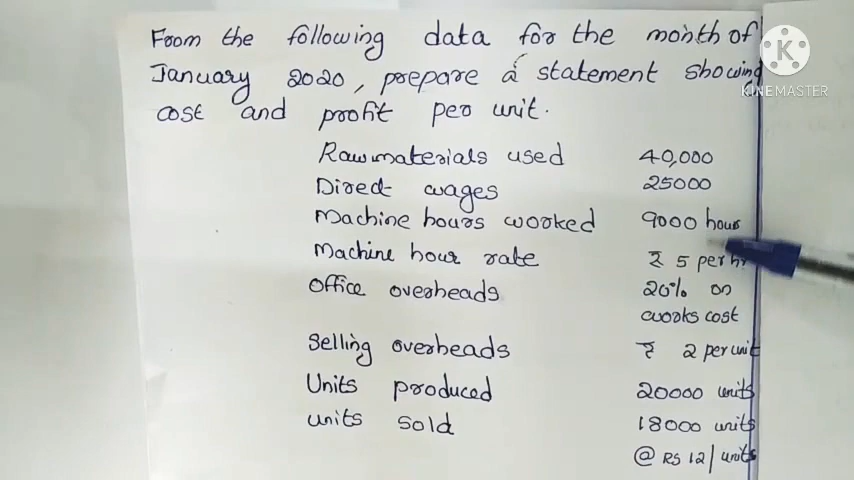 From the following data for the month of
January 2020, prepare a statement showing
cost and profit per unit.
Rawmaterials used 40,000
Direct wages 25000
Machine hours worked 9000 hour
Machine hour rate ₹ 5 per hr
Office overheads 20% on
works cost
Selling overheads ₹ 2 per unit
Units produced 20000 units
units sold 18000 units
@ RS 12/units
K
KINEMASTER